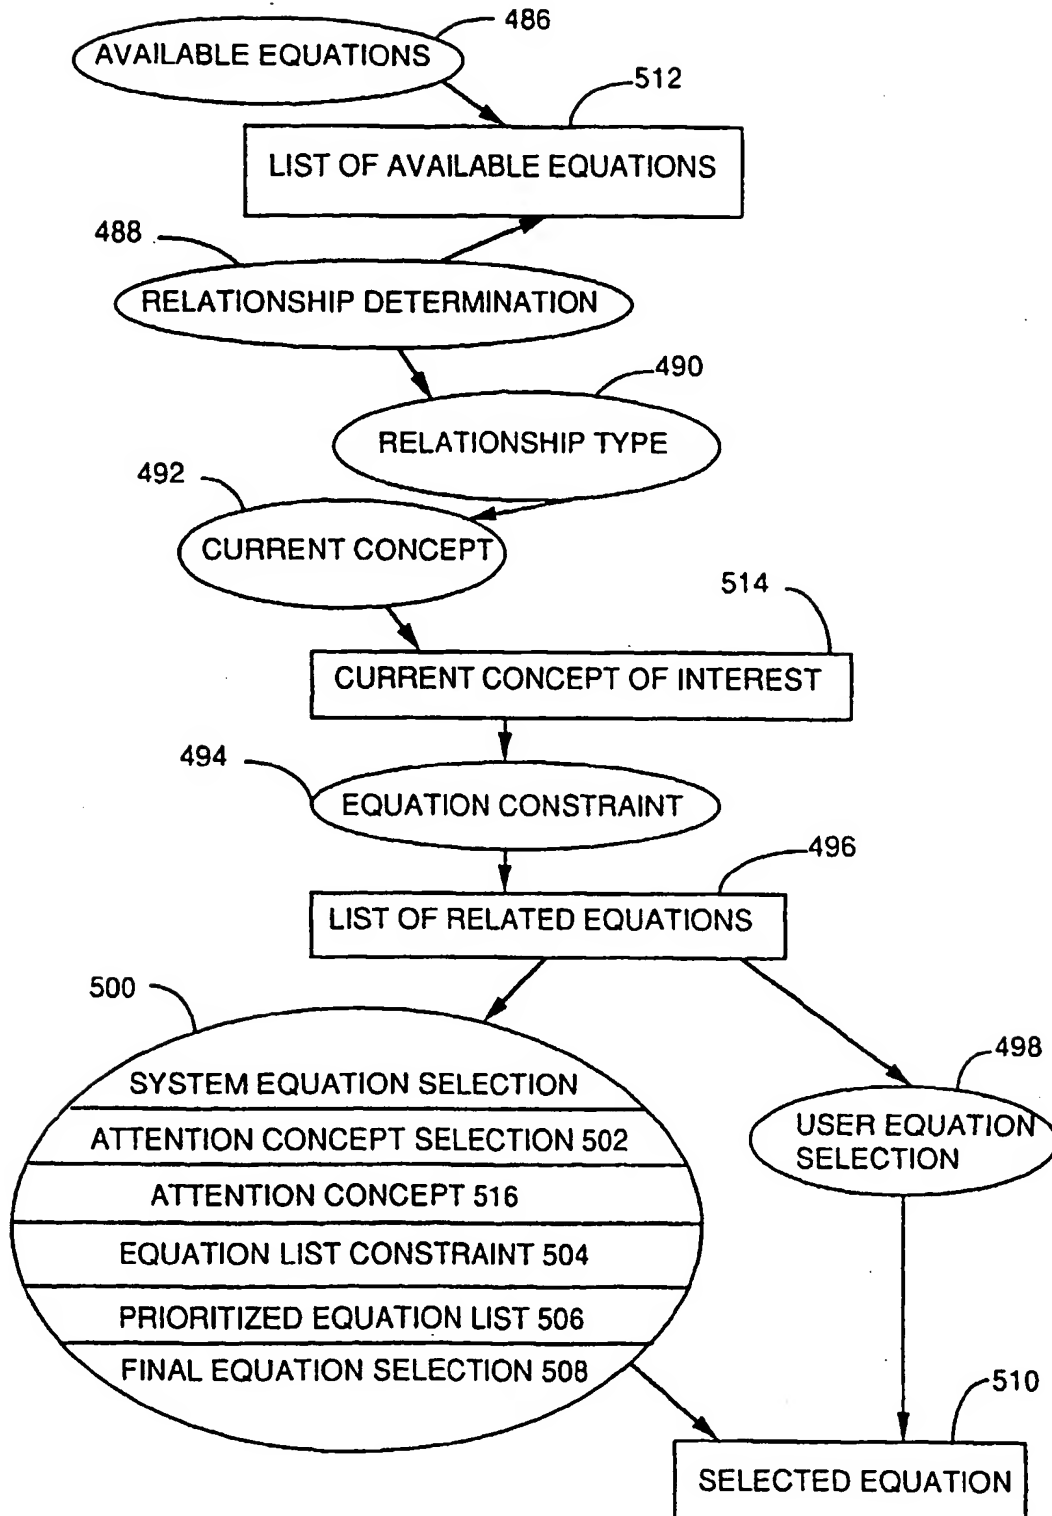 486
AVAILABLE EQUATIONS
512
LIST OF AVAILABLE EQUATIONS
488
RELATIONSHIP DETERMINATION
490
RELATIONSHIP TYPE
492
CURRENT CONCEPT
514
CURRENT CONCEPT OF INTEREST
494
EQUATION CONSTRAINT
496
LIST OF RELATED EQUATIONS
500
SYSTEM EQUATION SELECTION
ATTENTION CONCEPT SELECTION 502
ATTENTION CONCEPT 516
EQUATION LIST CONSTRAINT 504
PRIORITIZED EQUATION LIST 506
FINAL EQUATION SELECTION 508
498
USER EQUATION
SELECTION
510
SELECTED EQUATION